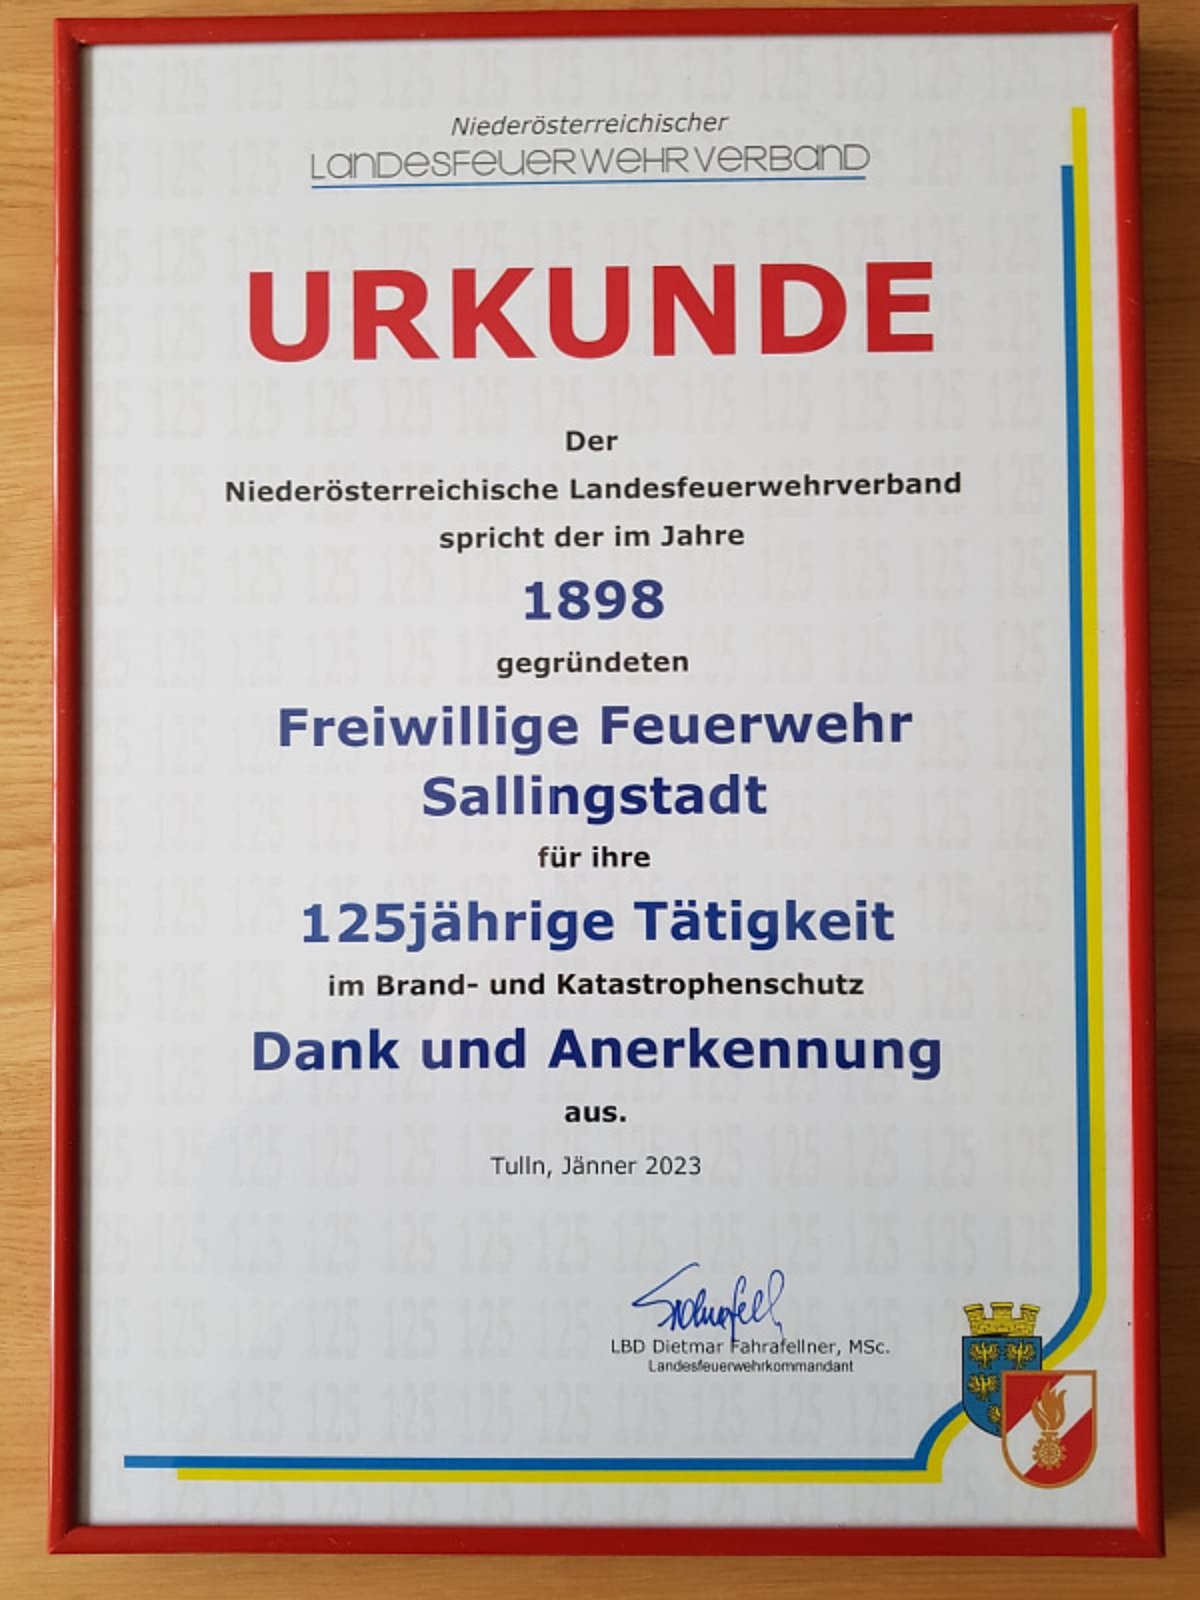 Niederösterreichischer
LANDESFEUERWEHRVERBAND
URKUNDE
Der
Niederösterreichische Landesfeuerwehrverband
spricht der im Jahre
1898
gegründeten
Freiwillige Feuerwehr
Sallingstadt
für ihre
125jährige Tätigkeit
im Brand- und Katastrophenschutz
Dank und Anerkennung
aus.
Tulln, Jänner 2023
LBD Dietmar Fahrafellner, MSc.
Landesfeuerwehrkommandant